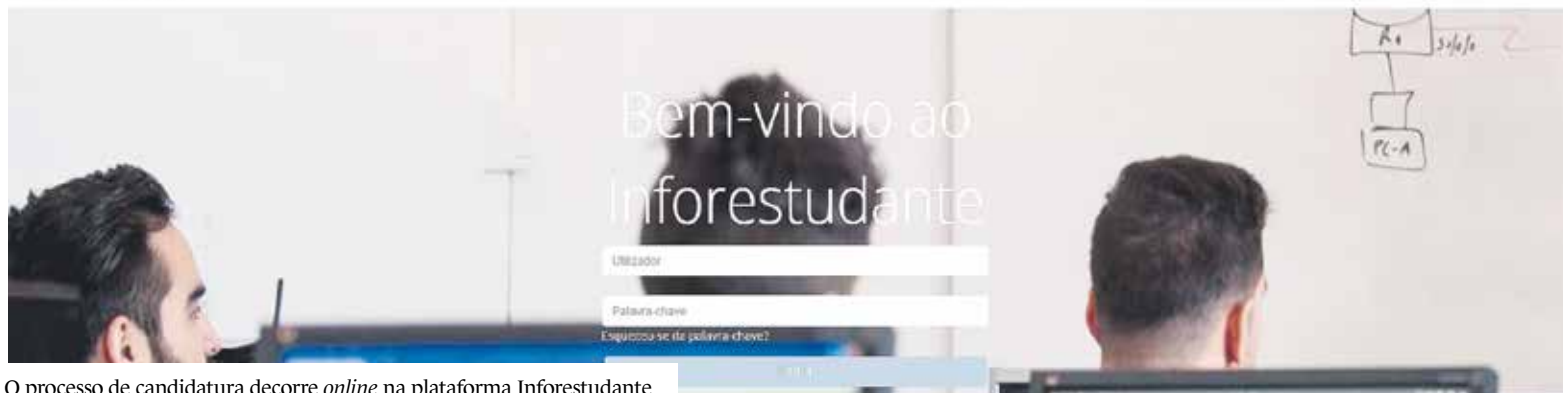 Bem-vindo ao
Inforestudante
Utilizador
Palavra-chave
Esqueceu-se da palavra-chave?
PC-A
O processo de candidatura decorre online na plataforma Inforestudante